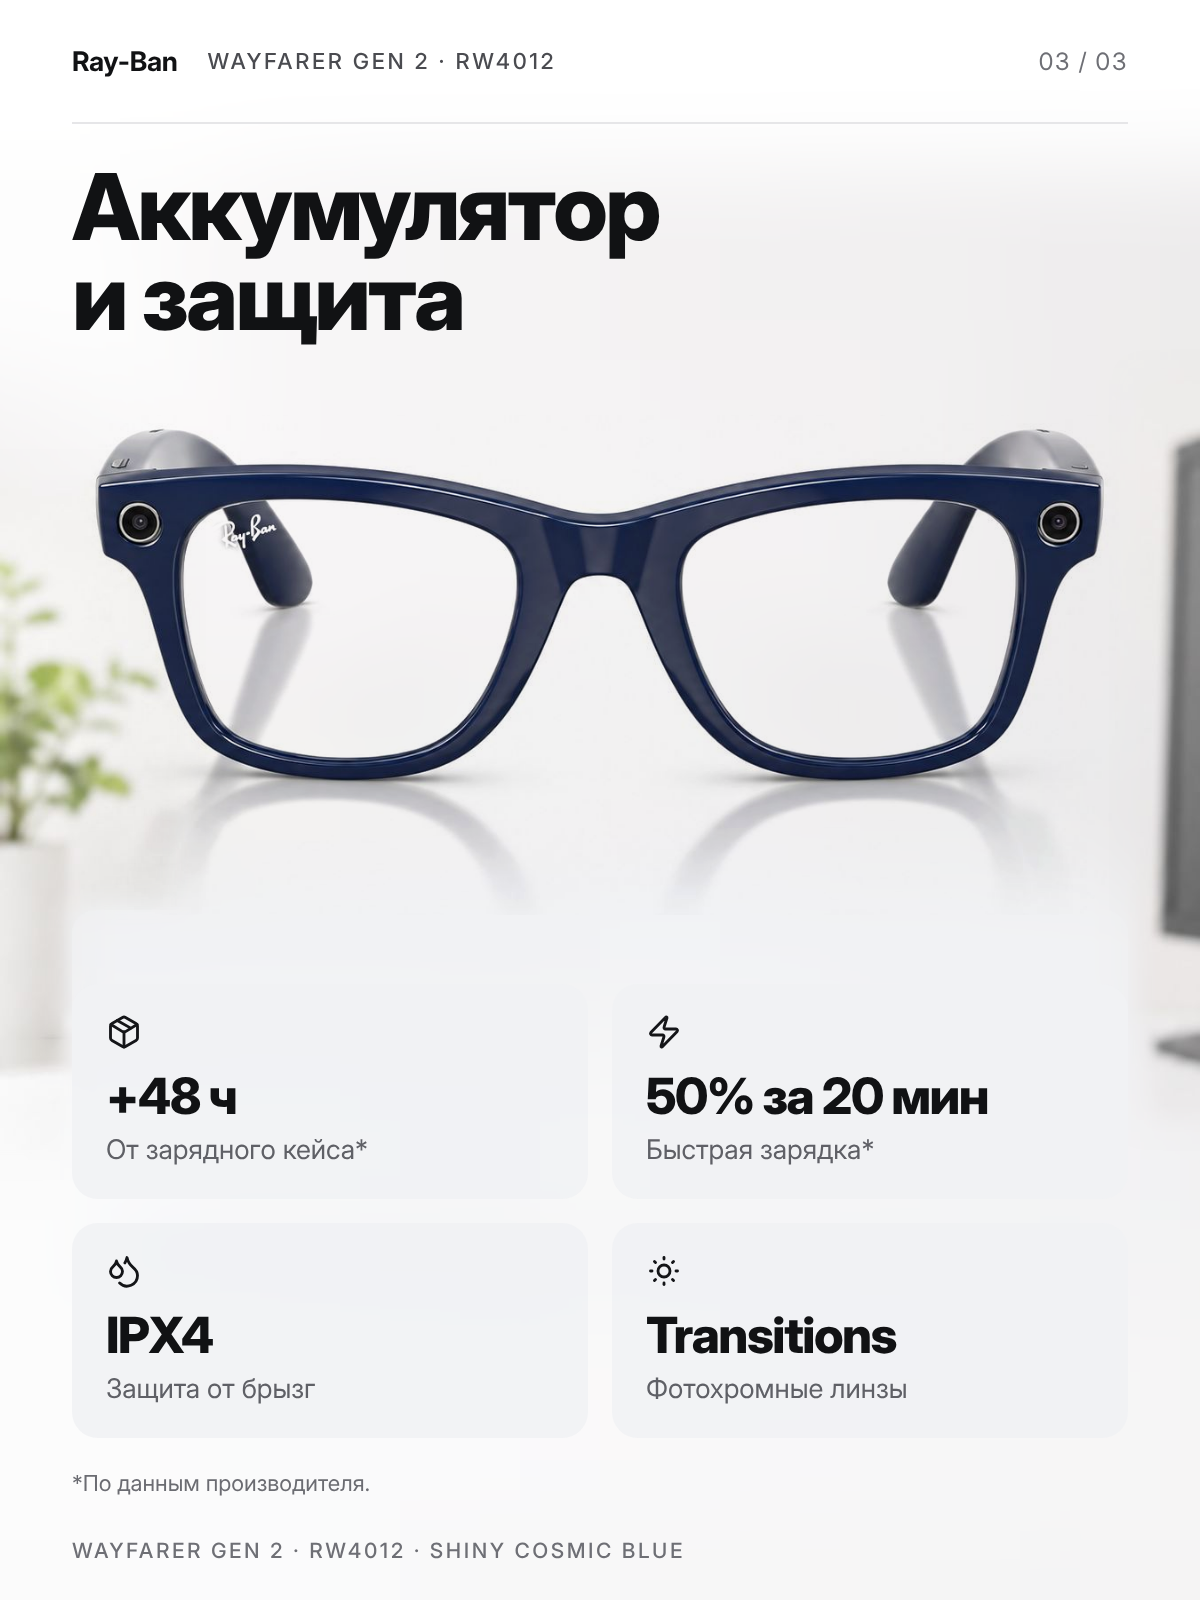 Ray-Ban WAYFARER GEN 2 · RW4012 03 / 03
Аккумулятор
и защита
Ray-Ban
+48 ч
От зарядного кейса*
50% за 20 мин
Быстрая зарядка*
IPX4
Защита от брызг
Transitions
Фотохромные линзы
*По данным производителя.
WAYFARER GEN 2 · RW4012 · SHINY COSMIC BLUE